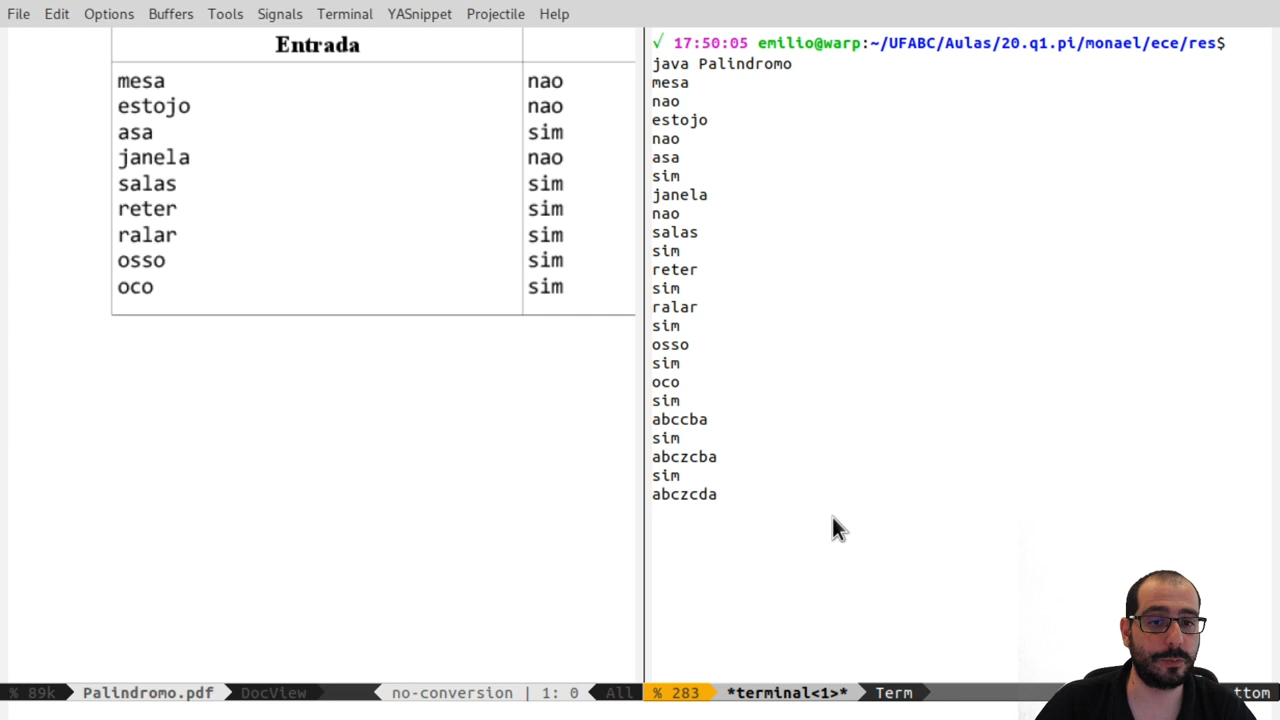 File Edit Options Buffers Tools Signals Terminal YASnippet Projectile Help
Entrada
mesa nao
estojo nao
asa sim
janela nao
salas sim
reter sim
ralar sim
osso sim
oco sim
√ 17:50:05 emilio@warp:~/UFABC/Aulas/20.q1.pi/monael/ece/res$
java Palindromo
mesa
nao
estojo
nao
asa
sim
janela
nao
salas
sim
reter
sim
ralar
sim
osso
sim
oco
sim
abccba
sim
abczcba
sim
abczcda
% 89k Palindromo.pdf DocView no-conversion | 1: 0 All
% 283 *terminal<1>* Term ttom